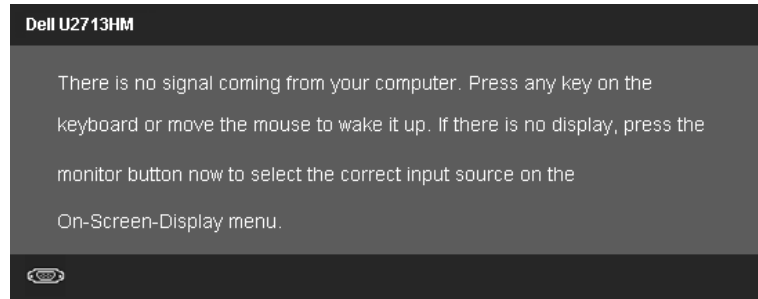 Dell U2713HM
There is no signal coming from your computer. Press any key on the
keyboard or move the mouse to wake it up. If there is no display, press the
monitor button now to select the correct input source on the
On-Screen-Display menu.